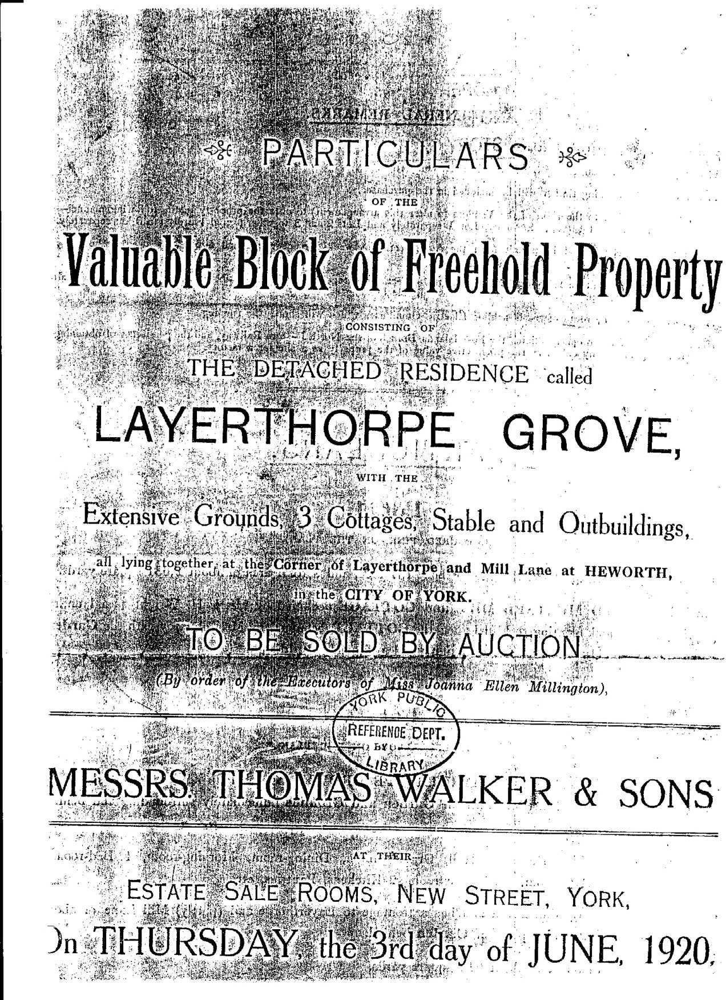 PARTICULARS
OF THE
Valuable Block of Freehold Property
CONSISTING OF
THE DETACHED RESIDENCE called
LAYERTHORPE GROVE,
WITH THE
Extensive Grounds, 3 Cottages, Stable and Outbuildings,
all lying together at the Corner of Layerthorpe and Mill Lane at HEWORTH,
in the CITY OF YORK.
TO BE SOLD BY AUCTION
(By order of the Executors of Miss Joanna Ellen Millington),
YORK PUBLIC
REFERENCE DEPT.
BY
LIBRARY
MESSRS. THOMAS WALKER & SONS
AT THEIR
ESTATE SALE ROOMS, NEW STREET, YORK,
On THURSDAY, the 3rd day of JUNE, 1920,